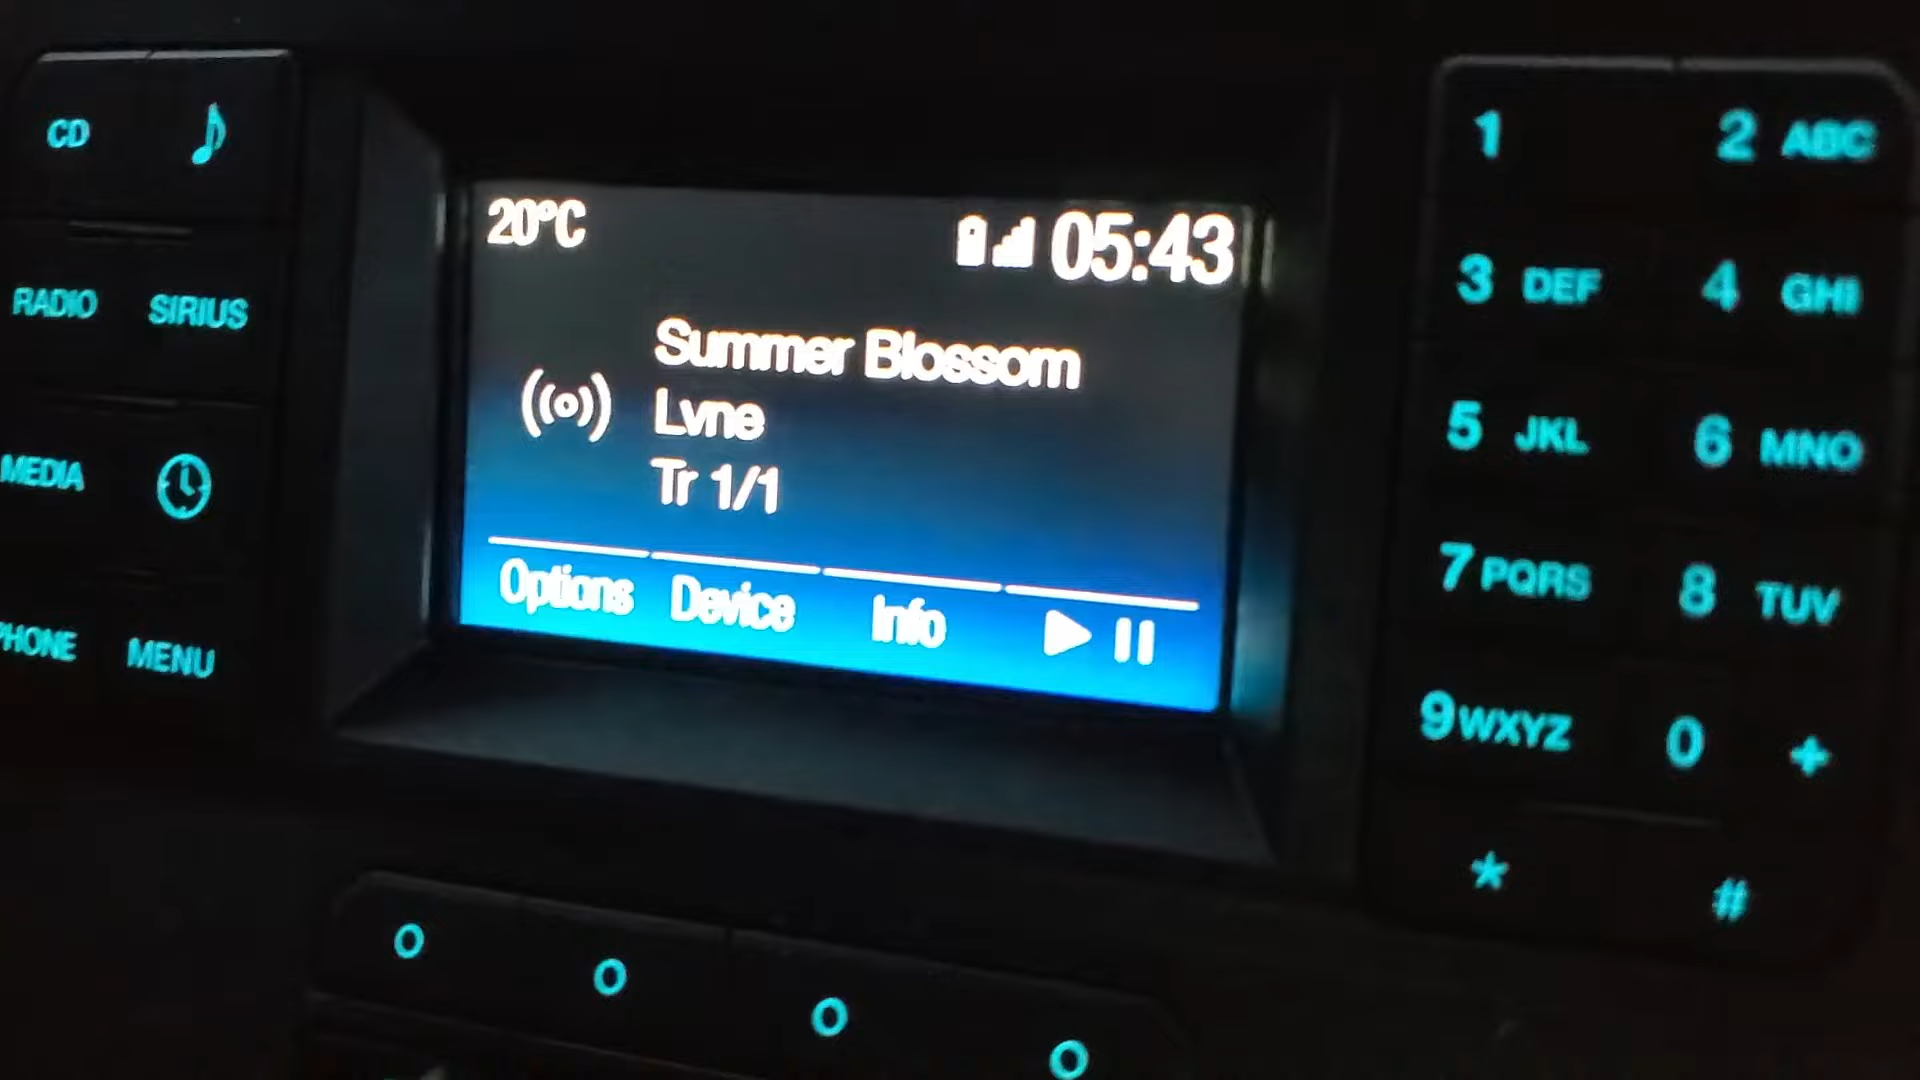 CD
RADIO SIRIUS
MEDIA
PHONE MENU
20°C 05:43
Summer Blossom
Lvne
Tr 1/1
Options Device Info
1 2 ABC
3 DEF 4 GHI
5 JKL 6 MNO
7 PQRS 8 TUV
9 WXYZ 0 +
* #